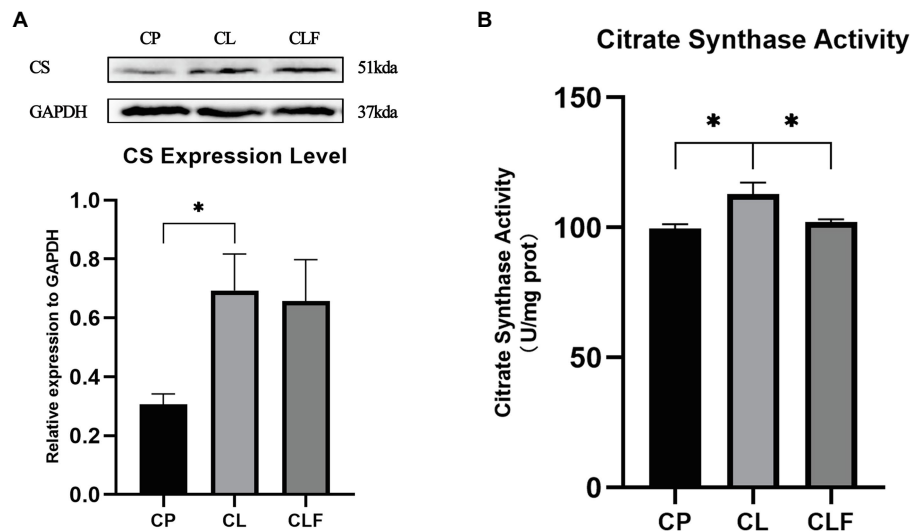 A
CP CL CLF
CS 51kda
GAPDH 37kda
CS Expression Level
Relative expression to GAPDH
1.0
0.8
0.6
0.4
0.2
0.0
*
CP CL CLF
B
Citrate Synthase Activity
Citrate Synthase Activity
（U/mg prot）
150
100
50
0
* *
CP CL CLF